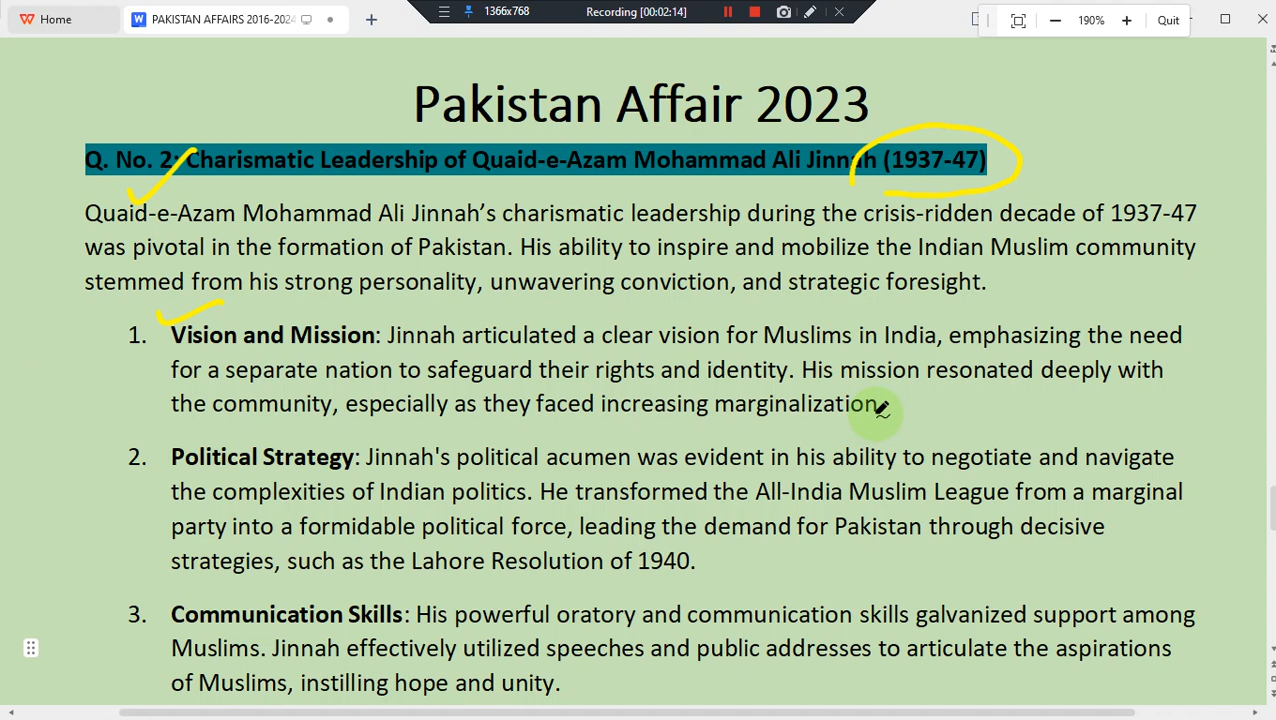 Home
PAKISTAN AFFAIRS 2016-2024
1366x768
Recording [00:02:14]
190%
Quit
Pakistan Affair 2023
Q. No. 2: Charismatic Leadership of Quaid-e-Azam Mohammad Ali Jinnah (1937-47)
Quaid-e-Azam Mohammad Ali Jinnah’s charismatic leadership during the crisis-ridden decade of 1937-47
was pivotal in the formation of Pakistan. His ability to inspire and mobilize the Indian Muslim community
stemmed from his strong personality, unwavering conviction, and strategic foresight.
1. Vision and Mission: Jinnah articulated a clear vision for Muslims in India, emphasizing the need
for a separate nation to safeguard their rights and identity. His mission resonated deeply with
the community, especially as they faced increasing marginalization.
2. Political Strategy: Jinnah's political acumen was evident in his ability to negotiate and navigate
the complexities of Indian politics. He transformed the All-India Muslim League from a marginal
party into a formidable political force, leading the demand for Pakistan through decisive
strategies, such as the Lahore Resolution of 1940.
3. Communication Skills: His powerful oratory and communication skills galvanized support among
Muslims. Jinnah effectively utilized speeches and public addresses to articulate the aspirations
of Muslims, instilling hope and unity.